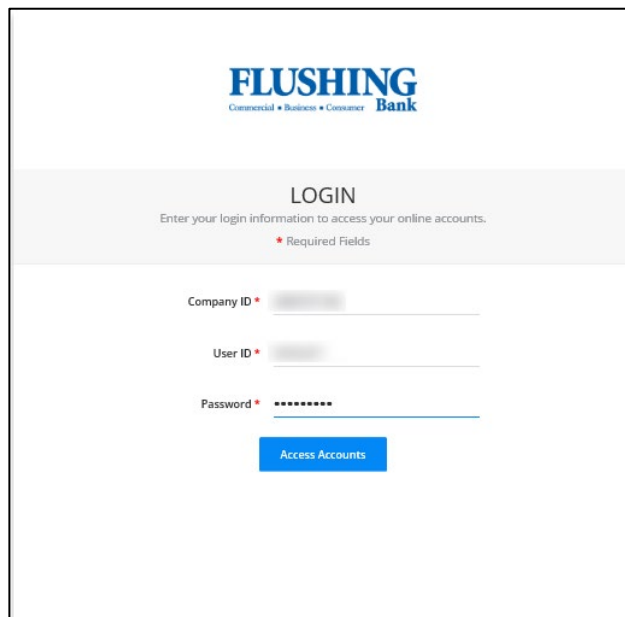 FLUSHING
Commercial • Business • Consumer Bank
LOGIN
Enter your login information to access your online accounts.
* Required Fields
Company ID *
User ID *
Password * •••••••••
Access Accounts